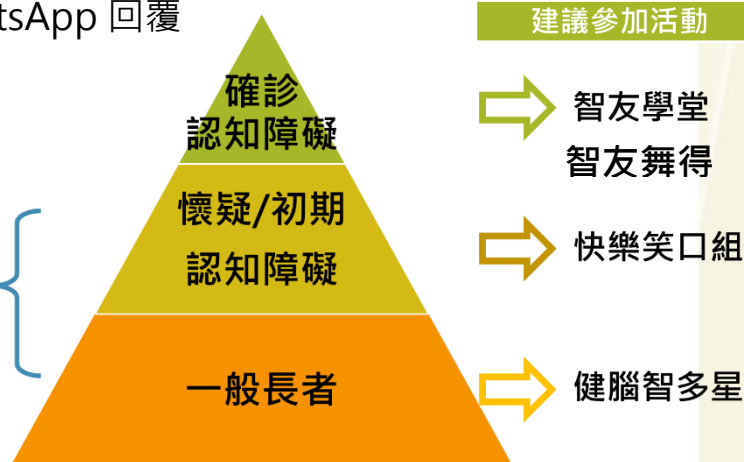 tsApp 回覆
建議參加活動
確診
認知障礙
智友學堂
智友舞得
懷疑/初期
認知障礙
快樂笑口組
一般長者
健腦智多星